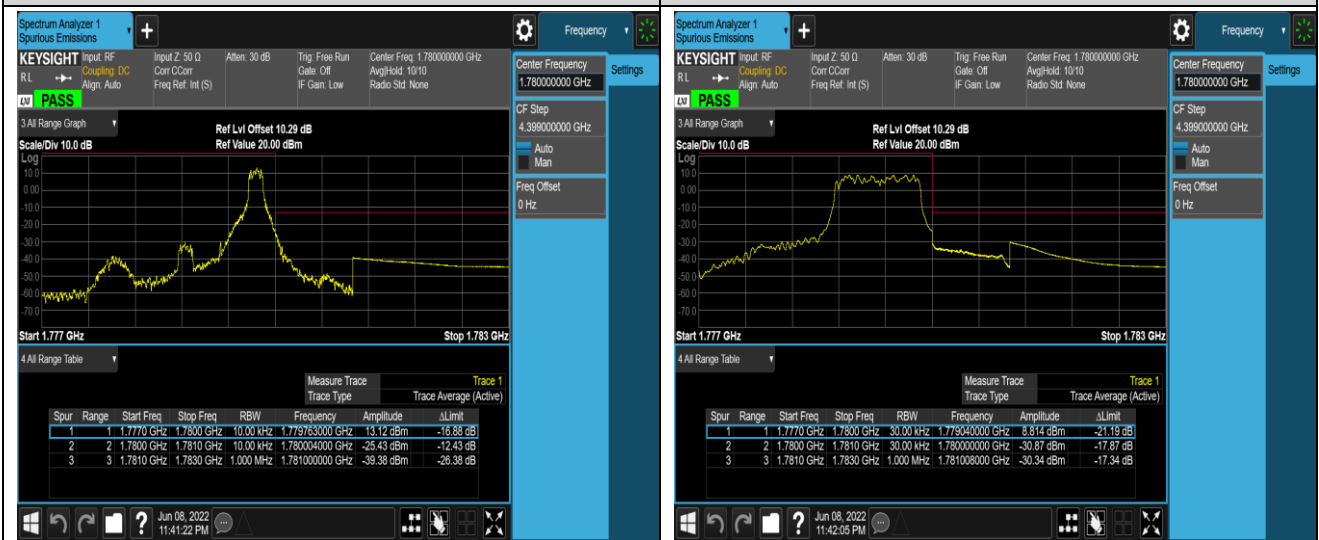 Spectrum Analyzer 1
Spurious Emissions
Frequency
KEYSIGHT
Input: RF
Coupling: DC
Align: Auto
Input Z: 50 Ω
Corr CCorr
Freq Ref: Int (S)
Atten: 30 dB
Trig: Free Run
Gate: Off
IF Gain: Low
Center Freq: 1.780000000 GHz
Avg|Hold: 10/10
Radio Std: None
RL
LXI PASS
Center Frequency
1.780000000 GHz
Settings
CF Step
4.399000000 GHz
Auto
Man
Freq Offset
0 Hz
3 All Range Graph
Ref Lvl Offset 10.29 dB
Scale/Div 10.0 dB
Ref Value 20.00 dBm
Log
10.0
0.00
-10.0
-20.0
-30.0
-40.0
-50.0
-60.0
-70.0
Start 1.777 GHz
Stop 1.783 GHz
4 All Range Table
Measure Trace Trace 1
Trace Type Trace Average (Active)
Spur Range Start Freq Stop Freq RBW Frequency Amplitude ΔLimit
1 1 1.7770 GHz 1.7800 GHz 10.00 kHz 1.779763000 GHz 13.12 dBm -16.88 dB
2 2 1.7800 GHz 1.7810 GHz 10.00 kHz 1.780004000 GHz -25.43 dBm -12.43 dB
3 3 1.7810 GHz 1.7830 GHz 1.000 MHz 1.781000000 GHz -39.38 dBm -26.38 dB
?
Jun 08, 2022
11:41:22 PM
Spectrum Analyzer 1
Spurious Emissions
Frequency
KEYSIGHT
Input: RF
Coupling: DC
Align: Auto
Input Z: 50 Ω
Corr CCorr
Freq Ref: Int (S)
Atten: 30 dB
Trig: Free Run
Gate: Off
IF Gain: Low
Center Freq: 1.780000000 GHz
Avg|Hold: 10/10
Radio Std: None
RL
LXI PASS
Center Frequency
1.780000000 GHz
Settings
CF Step
4.399000000 GHz
Auto
Man
Freq Offset
0 Hz
3 All Range Graph
Ref Lvl Offset 10.29 dB
Scale/Div 10.0 dB
Ref Value 20.00 dBm
Log
10.0
0.00
-10.0
-20.0
-30.0
-40.0
-50.0
-60.0
-70.0
Start 1.777 GHz
Stop 1.783 GHz
4 All Range Table
Measure Trace Trace 1
Trace Type Trace Average (Active)
Spur Range Start Freq Stop Freq RBW Frequency Amplitude ΔLimit
1 1 1.7770 GHz 1.7800 GHz 30.00 kHz 1.779040000 GHz 8.814 dBm -21.19 dB
2 2 1.7800 GHz 1.7810 GHz 30.00 kHz 1.780000000 GHz -30.87 dBm -17.87 dB
3 3 1.7810 GHz 1.7830 GHz 1.000 MHz 1.781008000 GHz -30.34 dBm -17.34 dB
?
Jun 08, 2022
11:42:05 PM